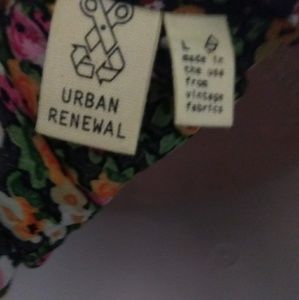 URBAN
RENEWAL
L
made in
the usa
from
vintage
fabrics